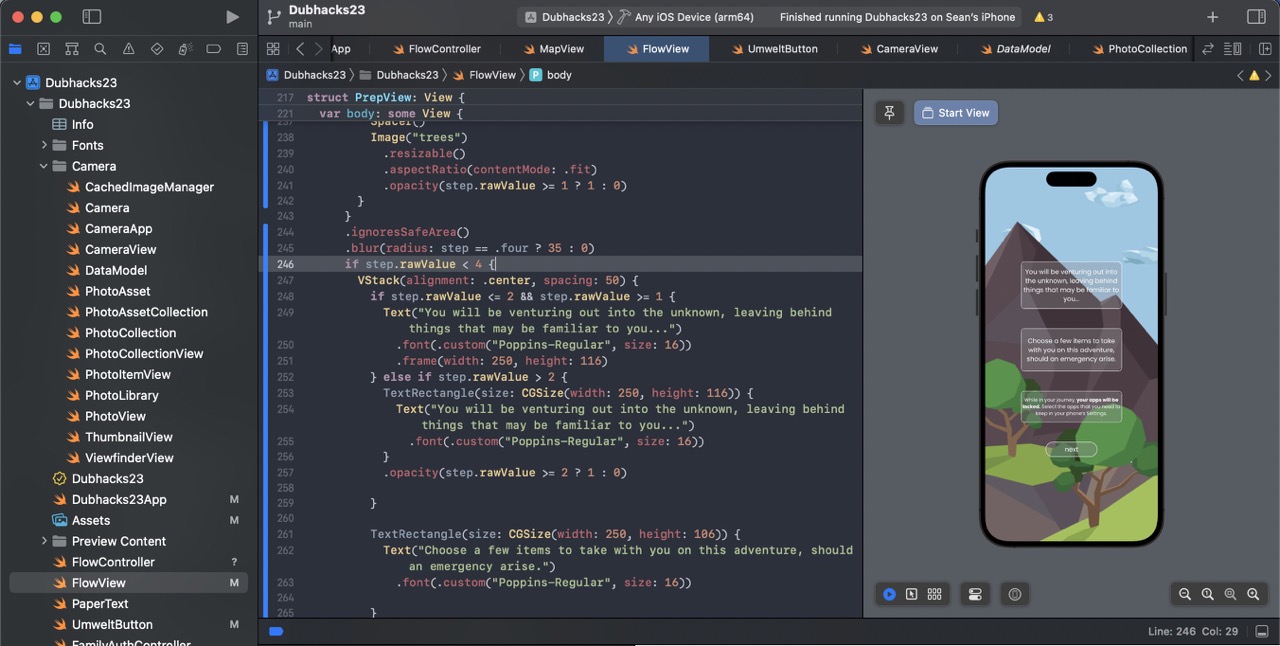 Dubhacks23
main
Dubhacks23 Any iOS Device (arm64) Finished running Dubhacks23 on Sean's iPhone 3
App FlowController MapView FlowView UmweltButton CameraView DataModel PhotoCollection
Dubhacks23 Dubhacks23 FlowView P body
Dubhacks23
Dubhacks23
Info
Fonts
Camera
CachedImageManager
Camera
CameraApp
CameraView
DataModel
PhotoAsset
PhotoAssetCollection
PhotoCollection
PhotoCollectionView
PhotoItemView
PhotoLibrary
PhotoView
ThumbnailView
ViewfinderView
Dubhacks23
Dubhacks23App M
Assets M
Preview Content
FlowController ?
FlowView M
PaperText
UmweltButton M
FamilyAuthController
217 struct PrepView: View {
221 var body: some View {
237 Spacer()
238 Image("trees")
239 .resizable()
240 .aspectRatio(contentMode: .fit)
241 .opacity(step.rawValue >= 1 ? 1 : 0)
242 }
243 }
244 .ignoresSafeArea()
245 .blur(radius: step == .four ? 35 : 0)
246 if step.rawValue < 4 {
247 VStack(alignment: .center, spacing: 50) {
248 if step.rawValue <= 2 && step.rawValue >= 1 {
249 Text("You will be venturing out into the unknown, leaving behind
things that may be familiar to you...")
250 .font(.custom("Poppins-Regular", size: 16))
251 .frame(width: 250, height: 116)
252 } else if step.rawValue > 2 {
253 TextRectangle(size: CGSize(width: 250, height: 116)) {
254 Text("You will be venturing out into the unknown, leaving behind
things that may be familiar to you...")
255 .font(.custom("Poppins-Regular", size: 16))
256 }
257 .opacity(step.rawValue >= 2 ? 1 : 0)
258
259 }
260
261 TextRectangle(size: CGSize(width: 250, height: 106)) {
262 Text("Choose a few items to take with you on this adventure, should
an emergency arise.")
263 .font(.custom("Poppins-Regular", size: 16))
264
265 }
Start View
You will be venturing out into
the unknown, leaving behind
things that may be familiar to
you...
Choose a few items to take
with you on this adventure,
should an emergency arise.
While in your journey, your apps will be
locked. Select the apps that you need to
keep in your phone's settings.
next
Line: 246 Col: 29